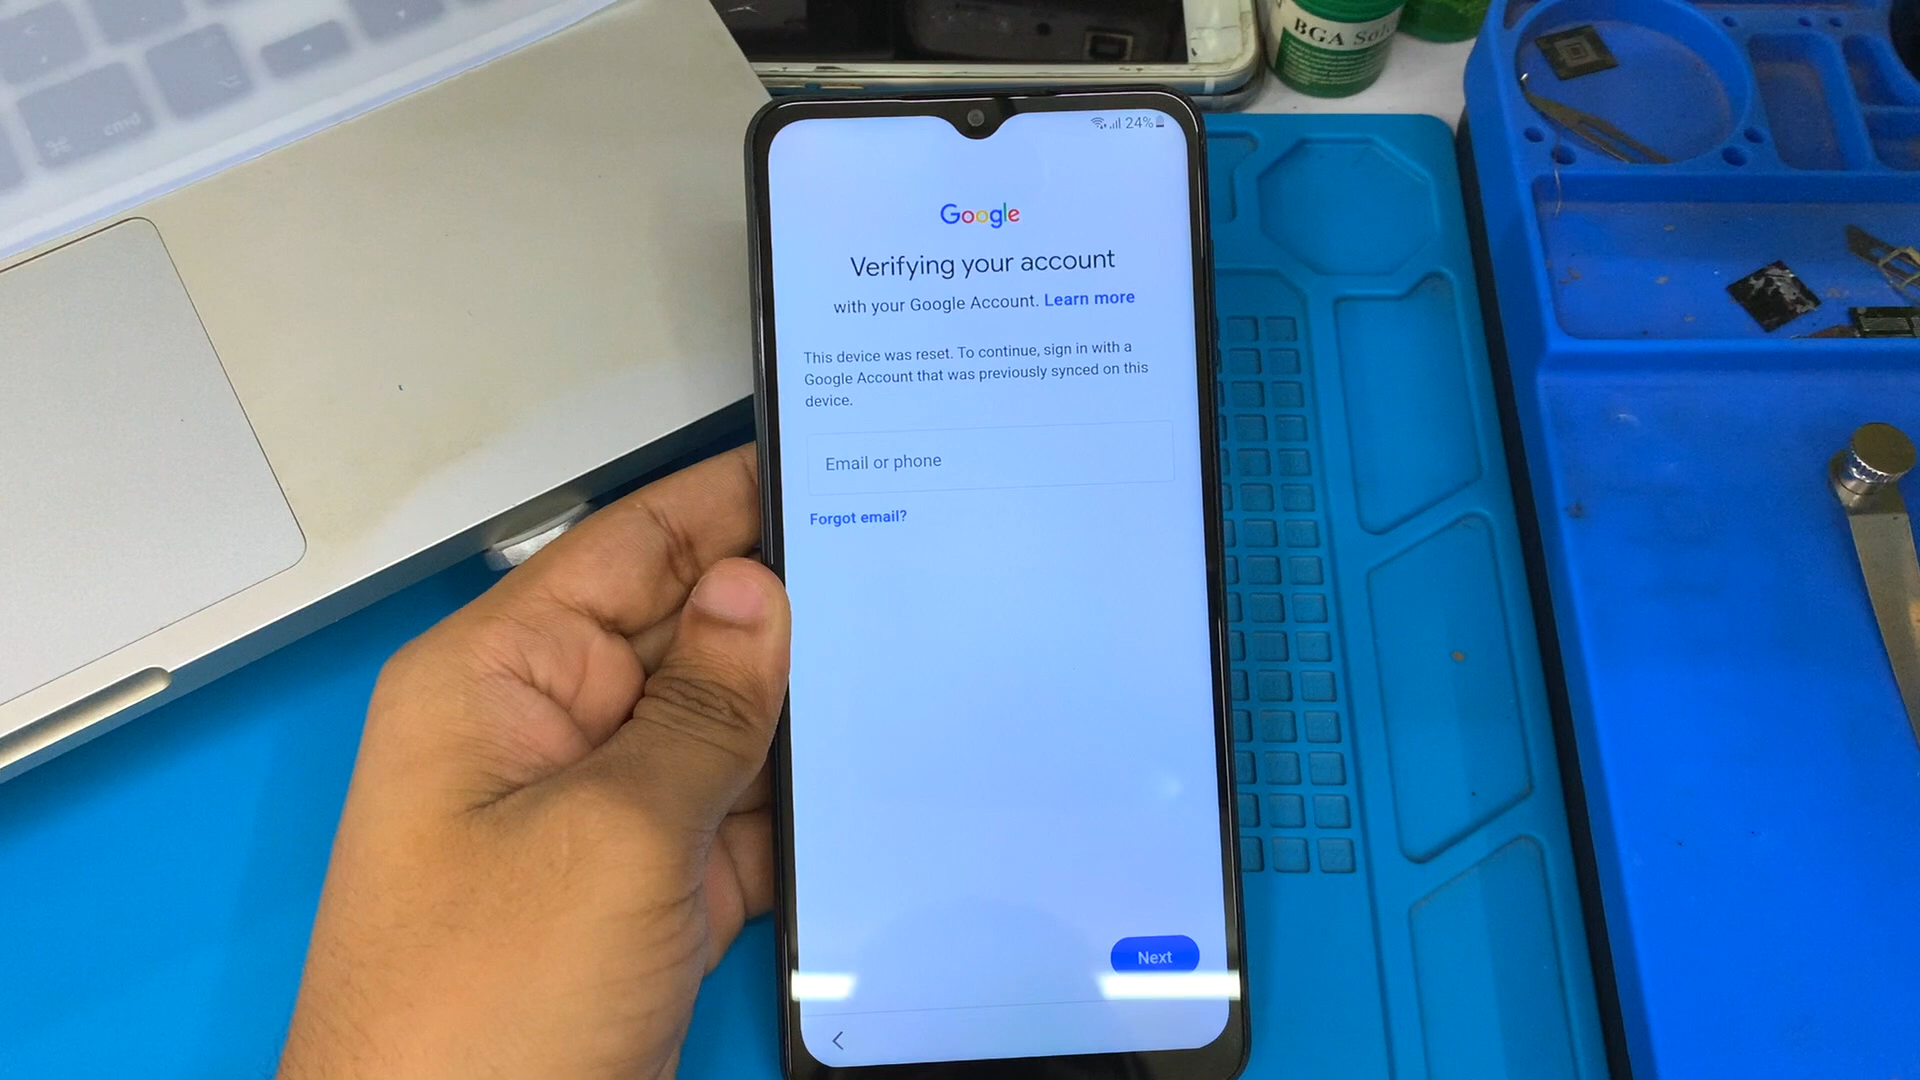 cmd
BGA Sol
24%
Google
Verifying your account
with your Google Account. Learn more
This device was reset. To continue, sign in with a
Google Account that was previously synced on this
device.
Email or phone
Forgot email?
Next